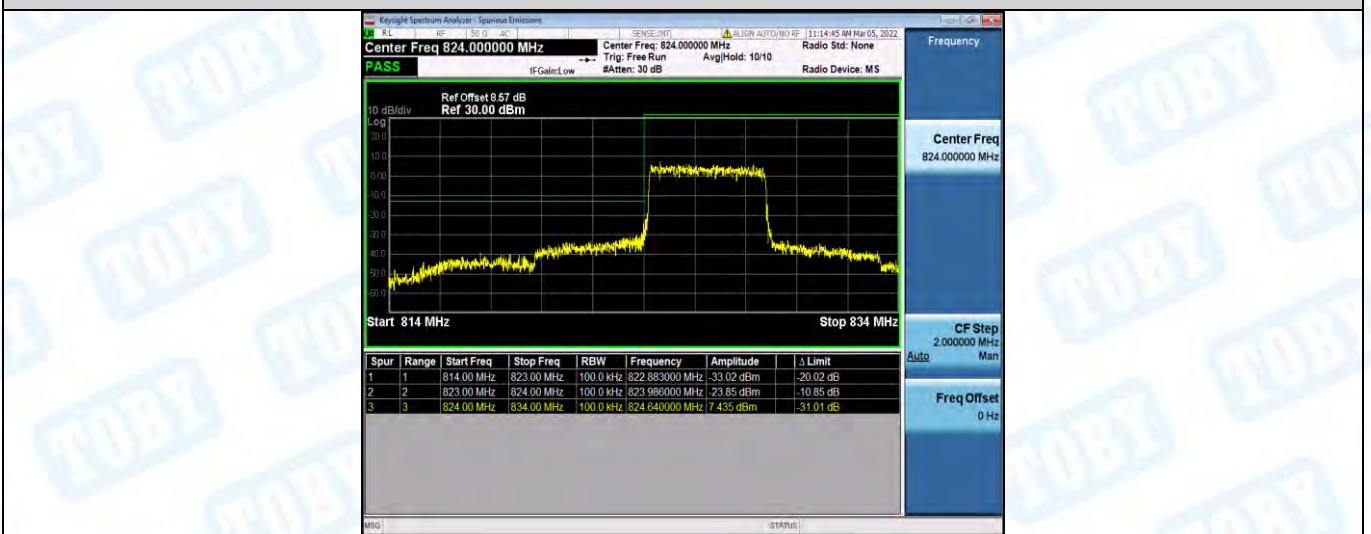 Keysight Spectrum Analyzer - Spurious Emissions
RL RF 50 Ω AC SENSE:INT ALIGN AUTO/NO RF 11:14:45 AM Mar 05, 2022
Center Freq 824.000000 MHz Center Freq: 824.000000 MHz Radio Std: None
Trig: Free Run Avg|Hold: 10/10
PASS IFGain:Low #Atten: 30 dB Radio Device: MS
Frequency
Ref Offset 8.57 dB
10 dB/div Ref 30.00 dBm
Log
20.0
10.0
0.00
-10.0
-20.0
-30.0
-40.0
-50.0
-60.0
Start 814 MHz Stop 834 MHz
Center Freq
824.000000 MHz
CF Step
2.000000 MHz
Auto Man
Freq Offset
0 Hz
Spur Range Start Freq Stop Freq RBW Frequency Amplitude Δ Limit
1 1 814.00 MHz 823.00 MHz 100.0 kHz 822.883000 MHz -33.02 dBm -20.02 dB
2 2 823.00 MHz 824.00 MHz 100.0 kHz 823.986000 MHz -23.85 dBm -10.85 dB
3 3 824.00 MHz 834.00 MHz 100.0 kHz 824.640000 MHz 7.435 dBm -31.01 dB
MSG STATUS
TOBY